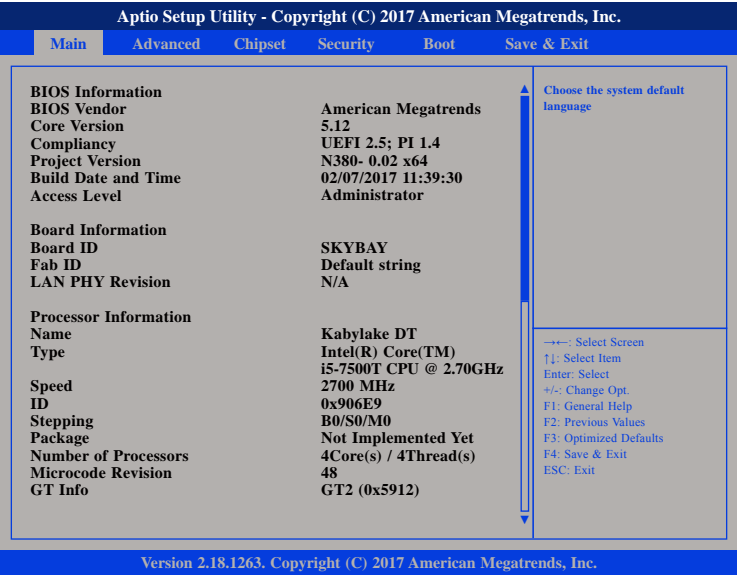 Aptio Setup Utility - Copyright (C) 2017 American Megatrends, Inc.
Main Advanced Chipset Security Boot Save & Exit
BIOS Information
BIOS Vendor American Megatrends
Core Version 5.12
Compliancy UEFI 2.5; PI 1.4
Project Version N380- 0.02 x64
Build Date and Time 02/07/2017 11:39:30
Access Level Administrator
Board Information
Board ID SKYBAY
Fab ID Default string
LAN PHY Revision N/A
Processor Information
Name Kabylake DT
Type Intel(R) Core(TM)
i5-7500T CPU @ 2.70GHz
Speed 2700 MHz
ID 0x906E9
Stepping B0/S0/M0
Package Not Implemented Yet
Number of Processors 4Core(s) / 4Thread(s)
Microcode Revision 48
GT Info GT2 (0x5912)
Choose the system default
language
→←: Select Screen
↑↓: Select Item
Enter: Select
+/-: Change Opt.
F1: General Help
F2: Previous Values
F3: Optimized Defaults
F4: Save & Exit
ESC: Exit
Version 2.18.1263. Copyright (C) 2017 American Megatrends, Inc.